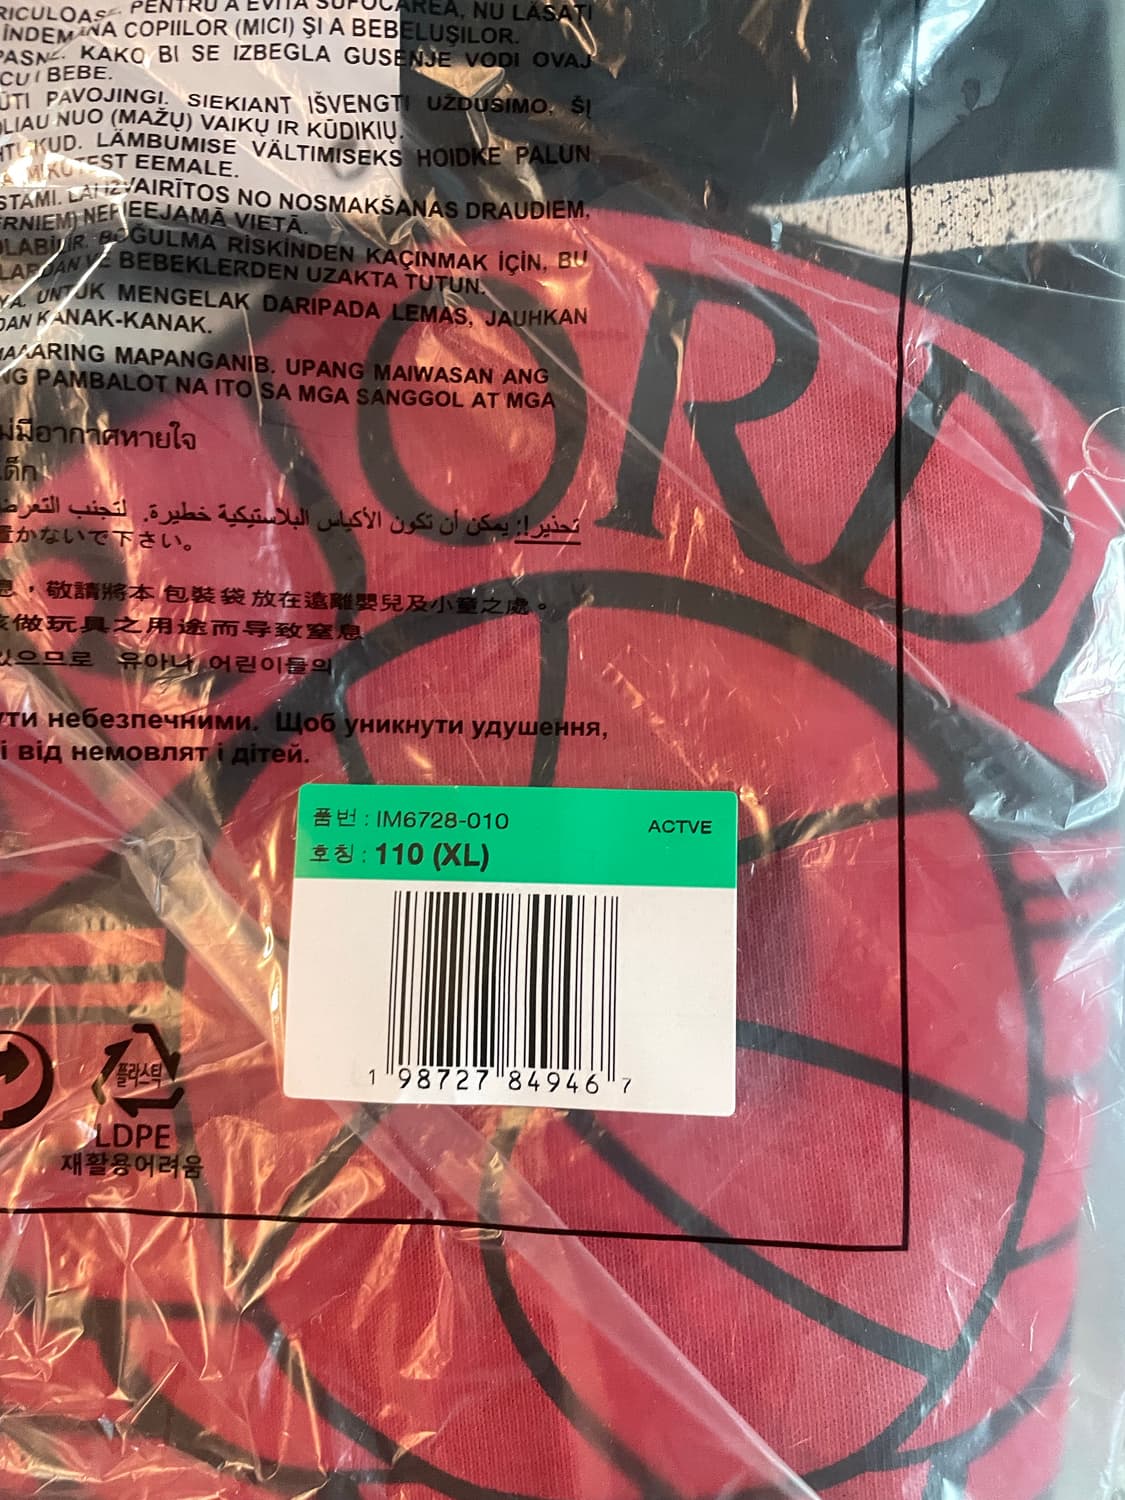 PENTRU A EVITA SUFOCAREA, NU LĂSAȚI
ÎNDEMÂNA COPIILOR (MICI) ȘI A BEBELUȘILOR.
KAKO BI SE IZBEGLA GUSENJE VODI OVAJ
I BEBE.
PAVOJINGI. SIEKIANT IŠVENGTI UŽDUSIMO, ŠĮ
NUO (MAŽŲ) VAIKŲ IR KŪDIKIŲ.
LÄMBUMISE VÄLTIMISEKS HOIDKE PALUN
EEMALE.
LAI IZVAIRĪTOS NO NOSMAKŠANAS DRAUDIEM,
NEPIEEJAMĀ VIETĀ.
BOĞULMA RİSKİNDEN KAÇINMAK İÇİN, BU
VE BEBEKLERDEN UZAKTA TUTUN.
UNTUK MENGELAK DARIPADA LEMAS, JAUHKAN
DAN KANAK-KANAK.
MAAARING MAPANGANIB. UPANG MAIWASAN ANG
NG PAMBALOT NA ITO SA MGA SANGGOL AT MGA
ไม่มีอากาศหายใจ
เด็ก
تحذير!: يمكن أن تكون الأكياس البلاستيكية خطيرة. لتجنب
置かないで下さい。
息，敬請將本包裝袋放在遠離嬰兒及小童之處。
做玩具之用途而导致窒息
있으므로 유아나 어린이들의
небезпечними. Щоб уникнути удушення,
і від немовлят і дітей.
ORD
품번 : IM6728-010 ACTVE
호칭 : 110 (XL)
1 98727 84946 7
플라스틱
LDPE
재활용어려움